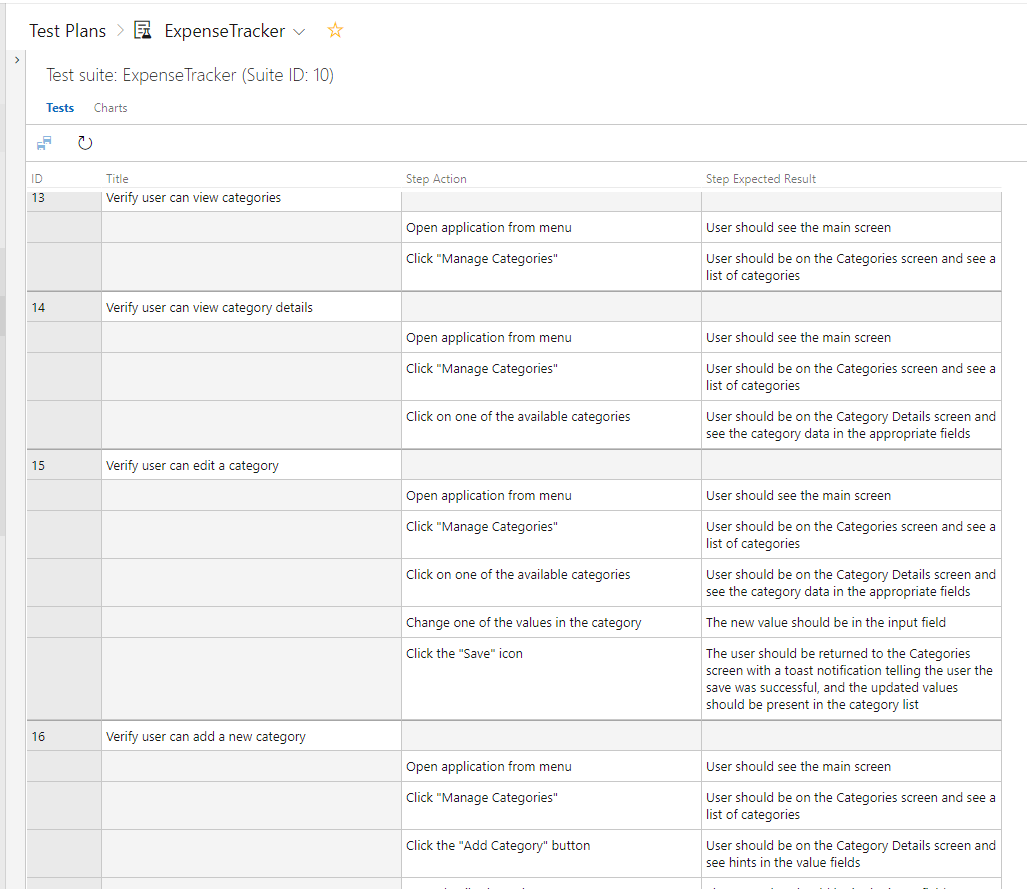 Test Plans > ExpenseTracker
Test suite: ExpenseTracker (Suite ID: 10)
Tests Charts
ID Title Step Action Step Expected Result
13 Verify user can view categories
Open application from menu User should see the main screen
Click "Manage Categories" User should be on the Categories screen and see a
list of categories
14 Verify user can view category details
Open application from menu User should see the main screen
Click "Manage Categories" User should be on the Categories screen and see a
list of categories
Click on one of the available categories User should be on the Category Details screen and
see the category data in the appropriate fields
15 Verify user can edit a category
Open application from menu User should see the main screen
Click "Manage Categories" User should be on the Categories screen and see a
list of categories
Click on one of the available categories User should be on the Category Details screen and
see the category data in the appropriate fields
Change one of the values in the category The new value should be in the input field
Click the "Save" icon The user should be returned to the Categories
screen with a toast notification telling the user the
save was successful, and the updated values
should be present in the category list
16 Verify user can add a new category
Open application from menu User should see the main screen
Click "Manage Categories" User should be on the Categories screen and see a
list of categories
Click the "Add Category" button User should be on the Category Details screen and
see hints in the value fields